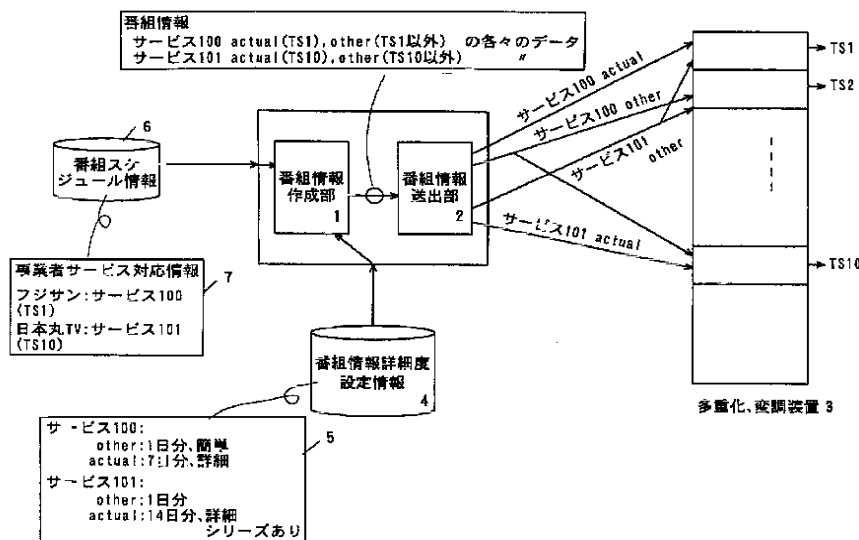 番組情報
サービス100 actual(TS1),other(TS1以外) の各々のデータ
サービス101 actual(TS10),other(TS10以外) 〃
6
番組スケ
ジュール情報
番組情報
作成部
1
番組情報
送出部
2
サービス100 actual
サービス100 other
サービス101
other
サービス101 actual
TS1
TS2
TS10
多重化、変調装置 3
事業者サービス対応情報
フジサン:サービス100
(TS1)
日本丸TV:サービス101
(TS10)
7
番組情報詳細度
設定情報
4
サービス100:
other:1日分、簡単
actual:7日分、詳細
サービス101:
other:1日分
actual:14日分、詳細
シリーズあり
5